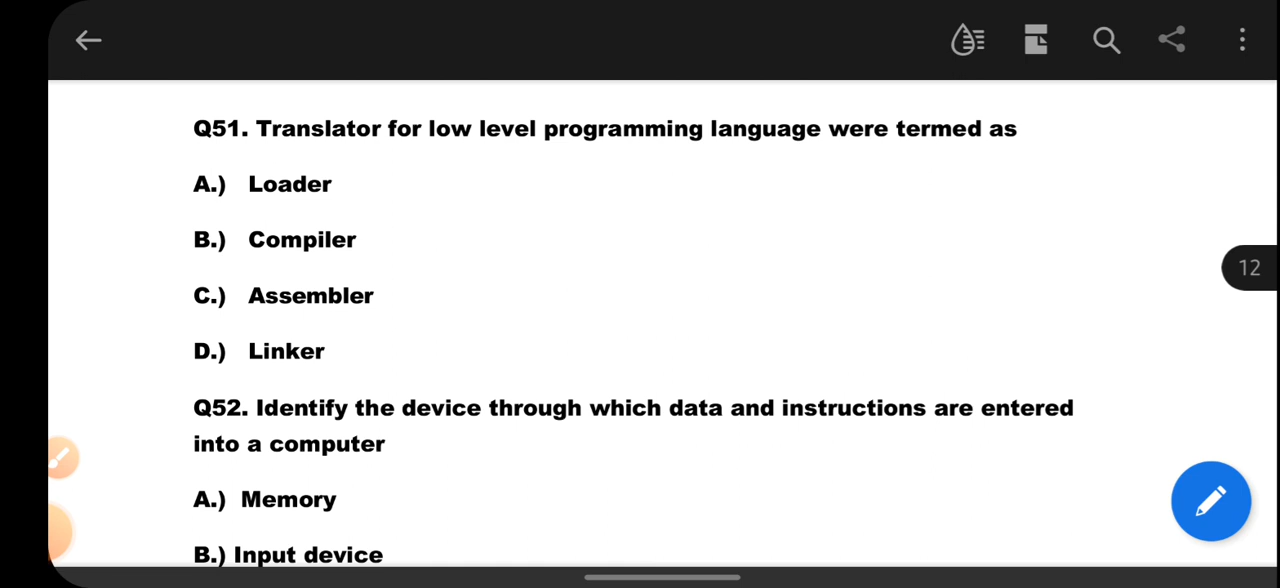 Q51. Translator for low level programming language were termed as
A.) Loader
B.) Compiler
C.) Assembler
D.) Linker
12
Q52. Identify the device through which data and instructions are entered
into a computer
A.) Memory
B.) Input device